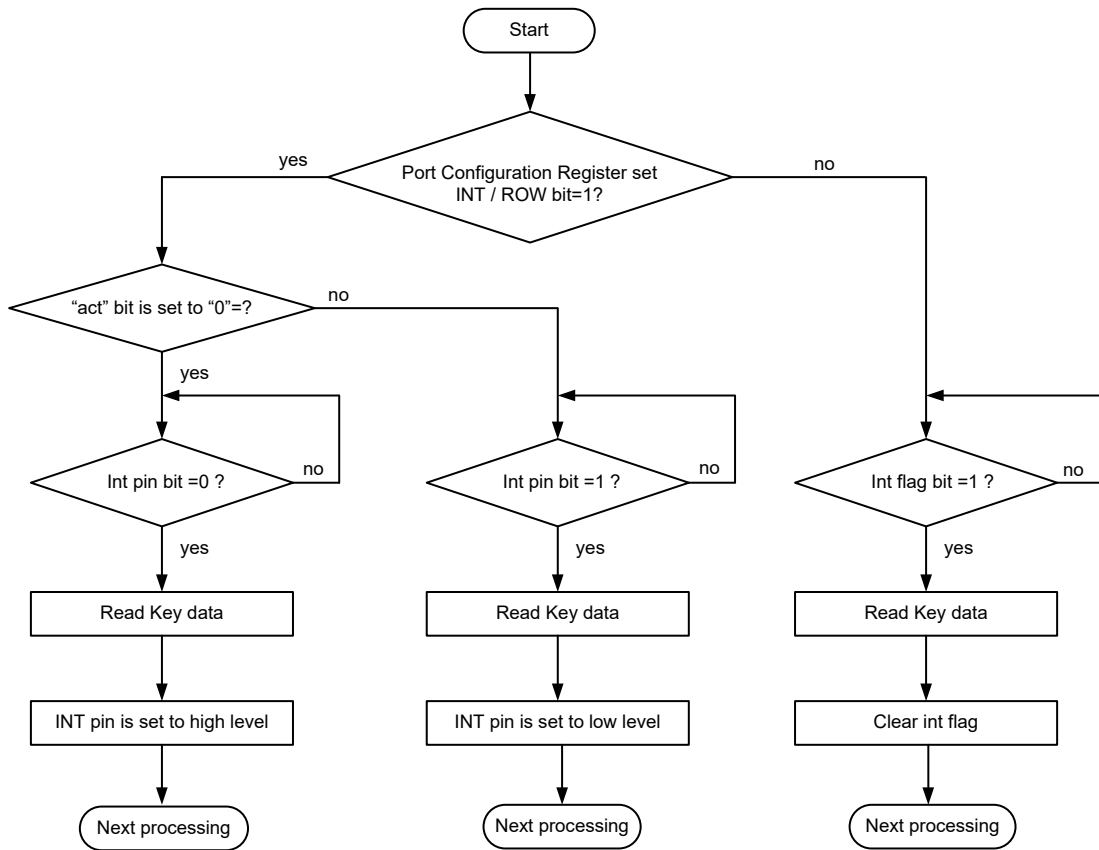 Start
yes
Port Configuration Register set
INT / ROW bit=1?
no
“act” bit is set to “0”=?
no
yes
Int pin bit =0 ?
no
Int pin bit =1 ?
no
Int flag bit =1 ?
no
yes
yes
yes
Read Key data
Read Key data
Read Key data
INT pin is set to high level
INT pin is set to low level
Clear int flag
Next processing
Next processing
Next processing